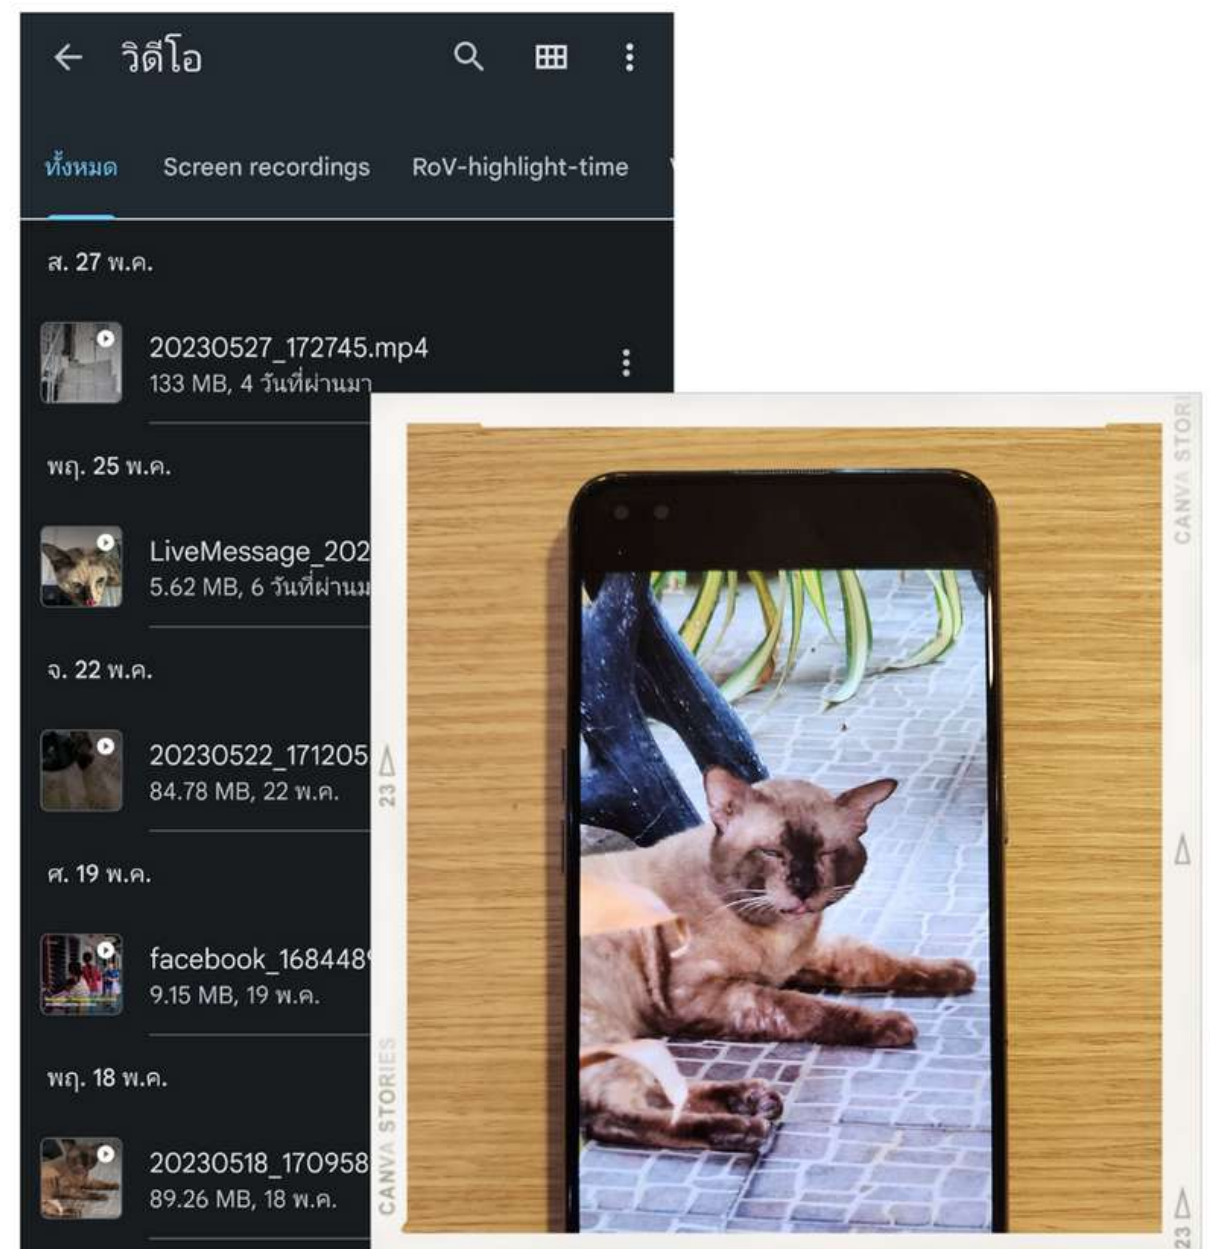 วิดีโอ
ทั้งหมด Screen recordings RoV-highlight-time
ส. 27 พ.ค.
20230527_172745.mp4
133 MB, 4 วันที่ผ่านมา
พฤ. 25 พ.ค.
LiveMessage_202
5.62 MB, 6 วันที่ผ่านม
จ. 22 พ.ค.
20230522_171205
84.78 MB, 22 พ.ค.
ศ. 19 พ.ค.
facebook_168448
9.15 MB, 19 พ.ค.
พฤ. 18 พ.ค.
20230518_170958
89.26 MB, 18 พ.ค.
CANVA STORI
23
CANVA STORIES
23